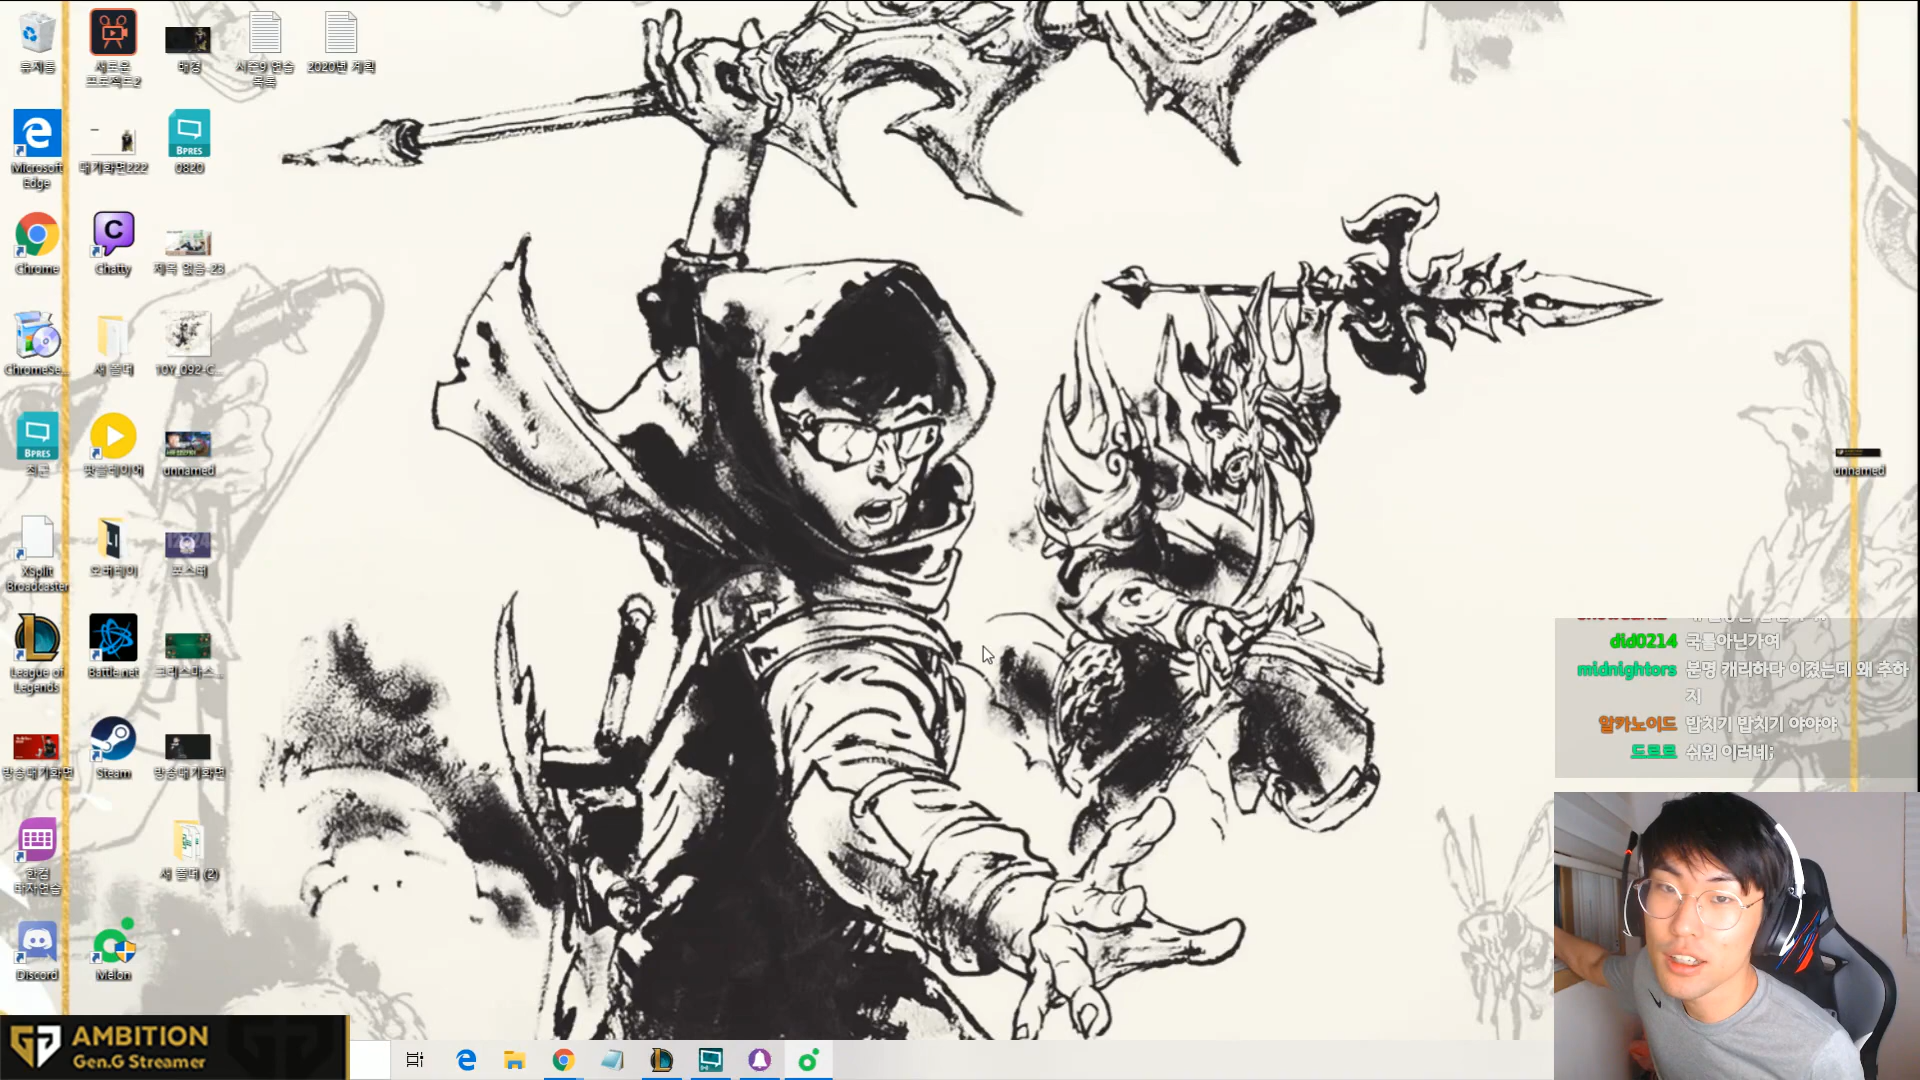 휴지통
새로운
프로젝트2
배경
시즌9 연습
목록
2020년 계획
Microsoft
Edge
대기화면222
BPRES
0820
Chrome
C
Chatty
제목 없음-23
ChromeSe...
새 폴더
10Y_092-C...
BPRES
최곤
팟플레이어
unnamed
unnamed
XSplit
Broadcaster
오버레이
포스터
League of
Legends
Battle.net
크리스마스...
did0214 국룰아닌가여
midnightors 분명 캐리하다 이겼는데 왜 추하
지
알카노이드 밥치기 밥치기 야야야
도르르 쉬워 이러네;
방송대기화면
Steam
방송대기화면
한컴
타자연습
새 폴더 (2)
Discord
Melon
AMBITION
Gen.G Streamer